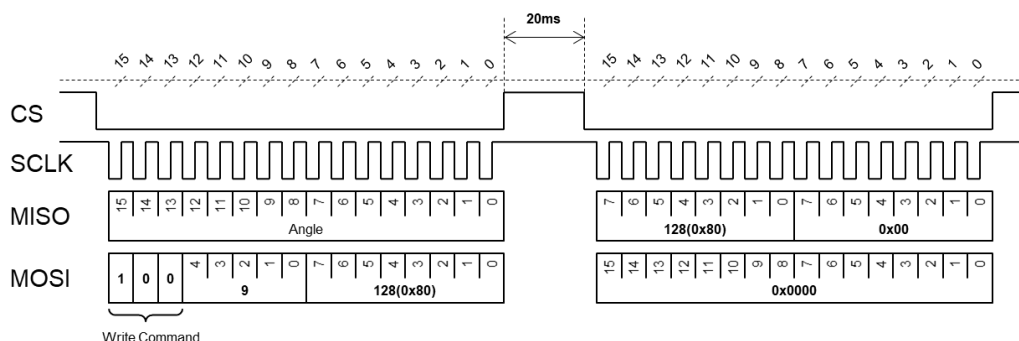 20ms
15 14 13 12 11 10 9 8 7 6 5 4 3 2 1 0 15 14 13 12 11 10 9 8 7 6 5 4 3 2 1 0
CS
SCLK
MISO 15 14 13 12 11 10 9 8 7 6 5 4 3 2 1 0 7 6 5 4 3 2 1 0 7 6 5 4 3 2 1 0
Angle 128(0x80) 0x00
MOSI 1 0 0 4 3 2 1 0 7 6 5 4 3 2 1 0 15 14 13 12 11 10 9 8 7 6 5 4 3 2 1 0
9 128(0x80) 0x0000
Write Command